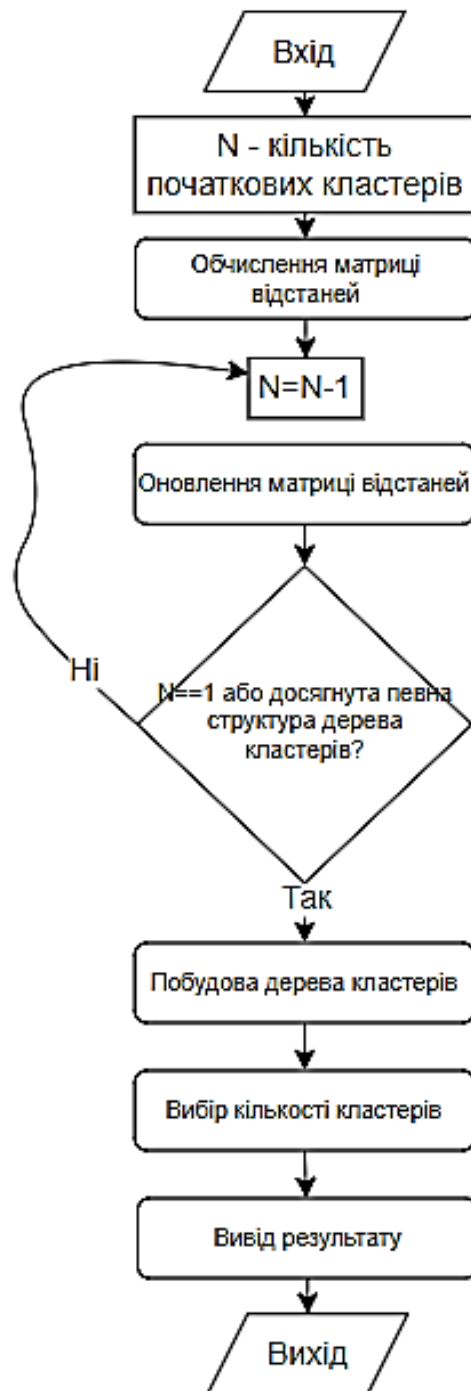 Вхід
N - кількість
початкових кластерів
Обчислення матриці
відстаней
N=N-1
Оновлення матриці відстаней
Ні
N==1 або досягнута певна
структура дерева
кластерів?
Так
Побудова дерева кластерів
Вибір кількості кластерів
Вивід результату
Вихід